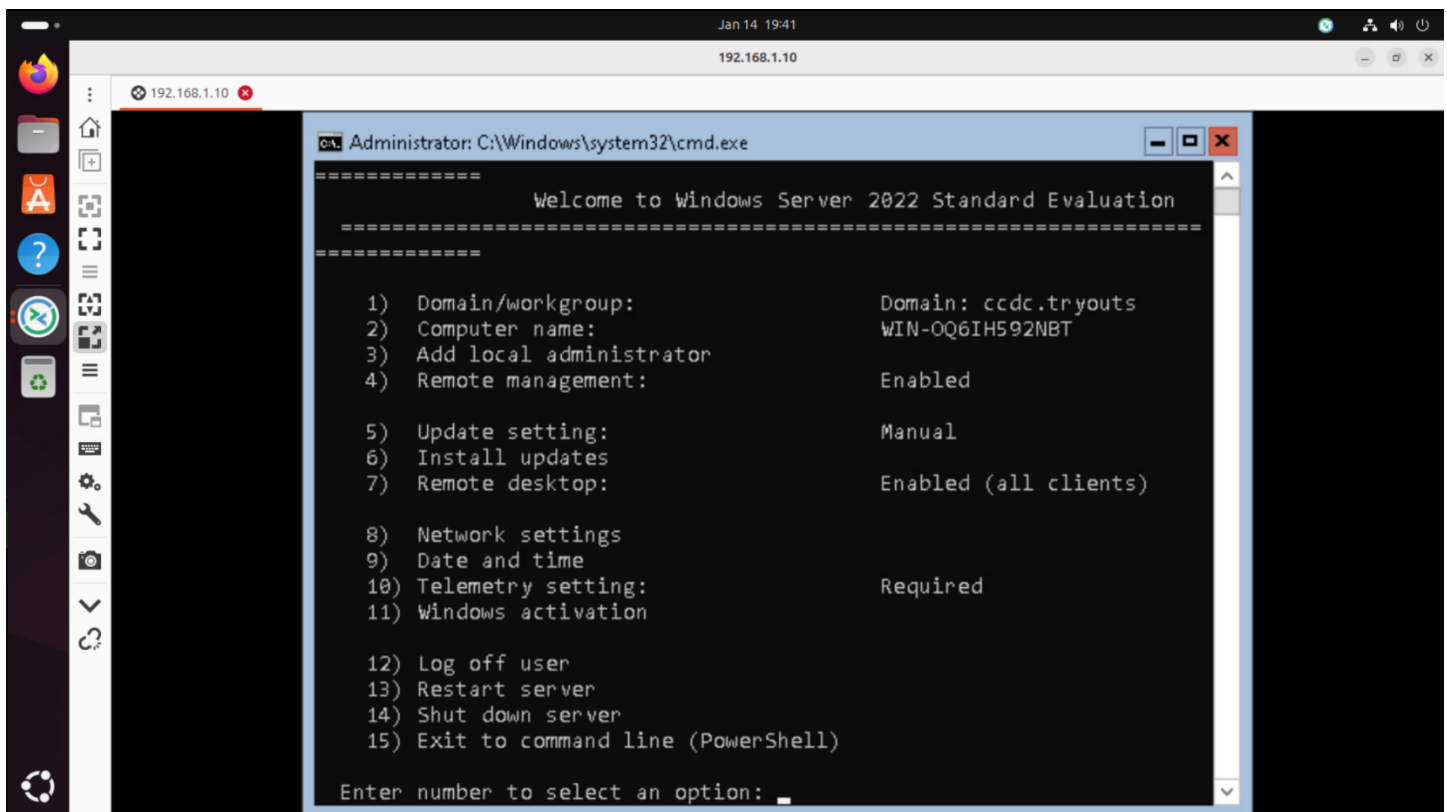 Jan 14 19:41
192.168.1.10
192.168.1.10
Administrator: C:\Windows\system32\cmd.exe
=============
Welcome to Windows Server 2022 Standard Evaluation
===================================================================
=============
1) Domain/workgroup: Domain: ccdc.tryouts
2) Computer name: WIN-OQ6IH592NBT
3) Add local administrator
4) Remote management: Enabled
5) Update setting: Manual
6) Install updates
7) Remote desktop: Enabled (all clients)
8) Network settings
9) Date and time
10) Telemetry setting: Required
11) Windows activation
12) Log off user
13) Restart server
14) Shut down server
15) Exit to command line (PowerShell)
Enter number to select an option: